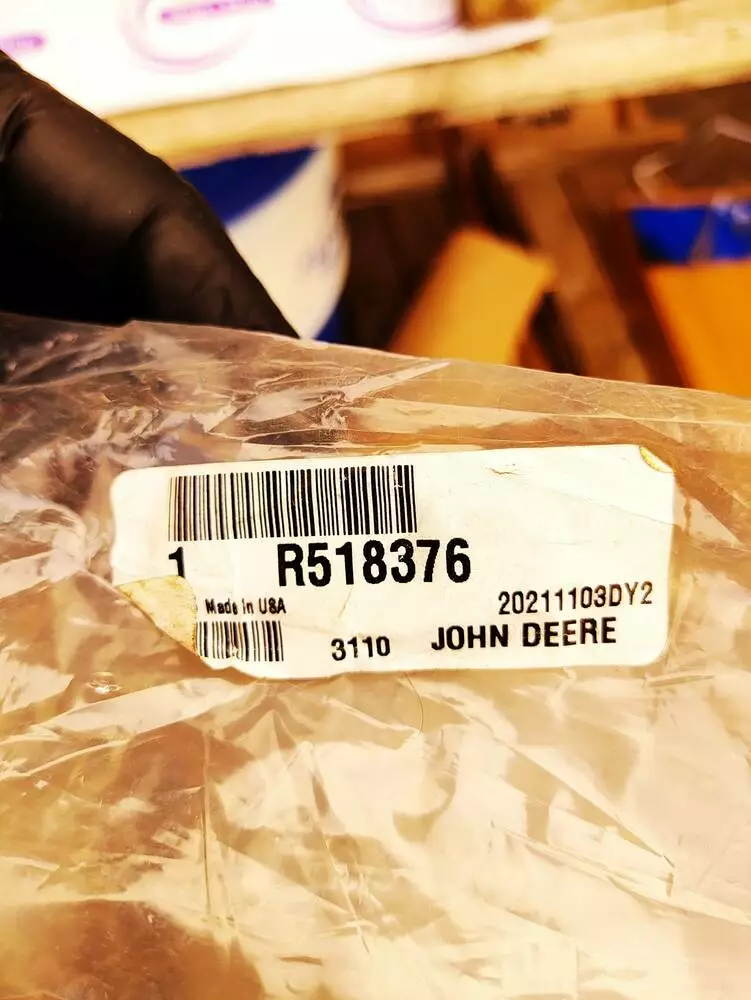 1 R518376
Made in USA
20211103DY2
3110 JOHN DEERE